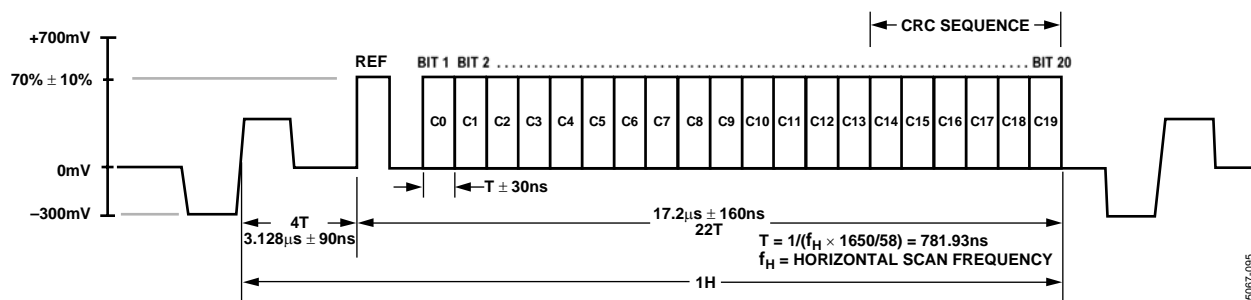 CRC SEQUENCE
+700mV
REF
BIT 1 BIT 2 BIT 20
70% ± 10%
C0 C1 C2 C3 C4 C5 C6 C7 C8 C9 C10 C11 C12 C13 C14 C15 C16 C17 C18 C19
0mV
T ± 30ns
–300mV
4T
3.128µs ± 90ns
17.2µs ± 160ns
22T
T = 1/(fH × 1650/58) = 781.93ns
fH = HORIZONTAL SCAN FREQUENCY
1H